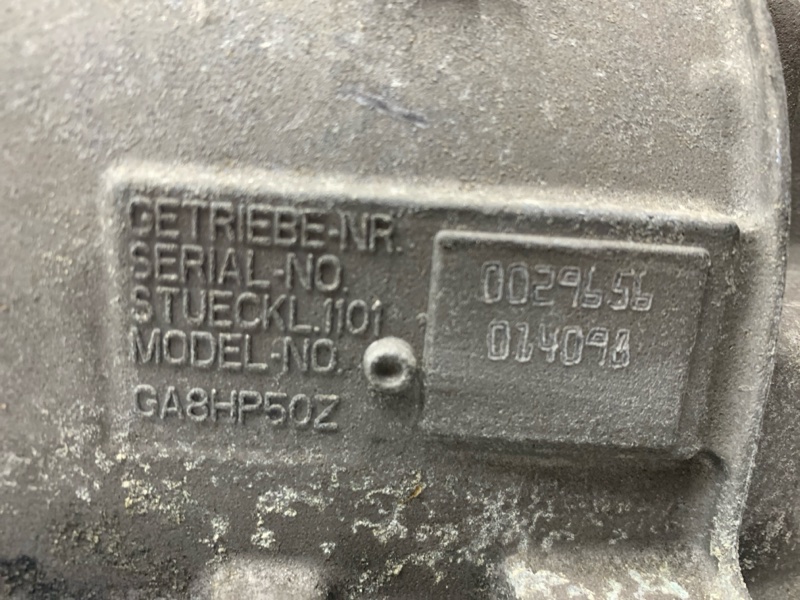 GETRIEBE-NR.
SERIAL-NO.
STUECKL.1101
MODEL-NO.
GA8HP50Z
0029656
014098